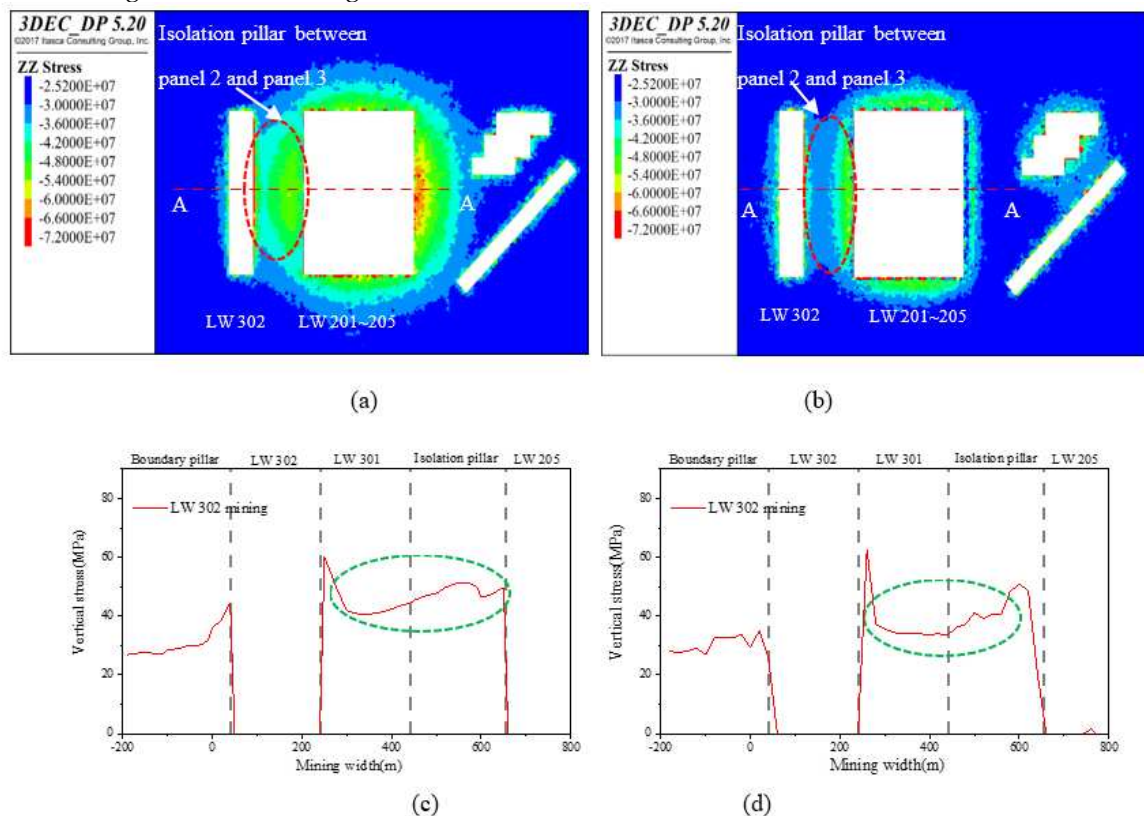 3DEC_DP 5.20
©2017 Itasca Consulting Group, Inc.
ZZ Stress
-2.5200E+07
-3.0000E+07
-3.6000E+07
-4.2000E+07
-4.8000E+07
-5.4000E+07
-6.0000E+07
-6.6000E+07
-7.2000E+07
Isolation pillar between
panel 2 and panel 3
A
A
LW 302
LW 201~205
(a)
3DEC_DP 5.20
©2017 Itasca Consulting Group, Inc.
ZZ Stress
-2.5200E+07
-3.0000E+07
-3.6000E+07
-4.2000E+07
-4.8000E+07
-5.4000E+07
-6.0000E+07
-6.6000E+07
-7.2000E+07
Isolation pillar between
panel 2 and panel 3
A
A
LW 302
LW 201~205
(b)
Boundary pillar
LW 302
LW 301
Isolation pillar
LW 205
LW 302 mining
Vertical stress(MPa)
80
60
40
20
0
-200
0
200
400
600
800
Mining width(m)
(c)
Boundary pillar
LW 302
LW 301
Isolation pillar
LW 205
LW 302 mining
Vertical stress(MPa)
80
60
40
20
0
-200
0
200
400
600
800
Mining width(m)
(d)